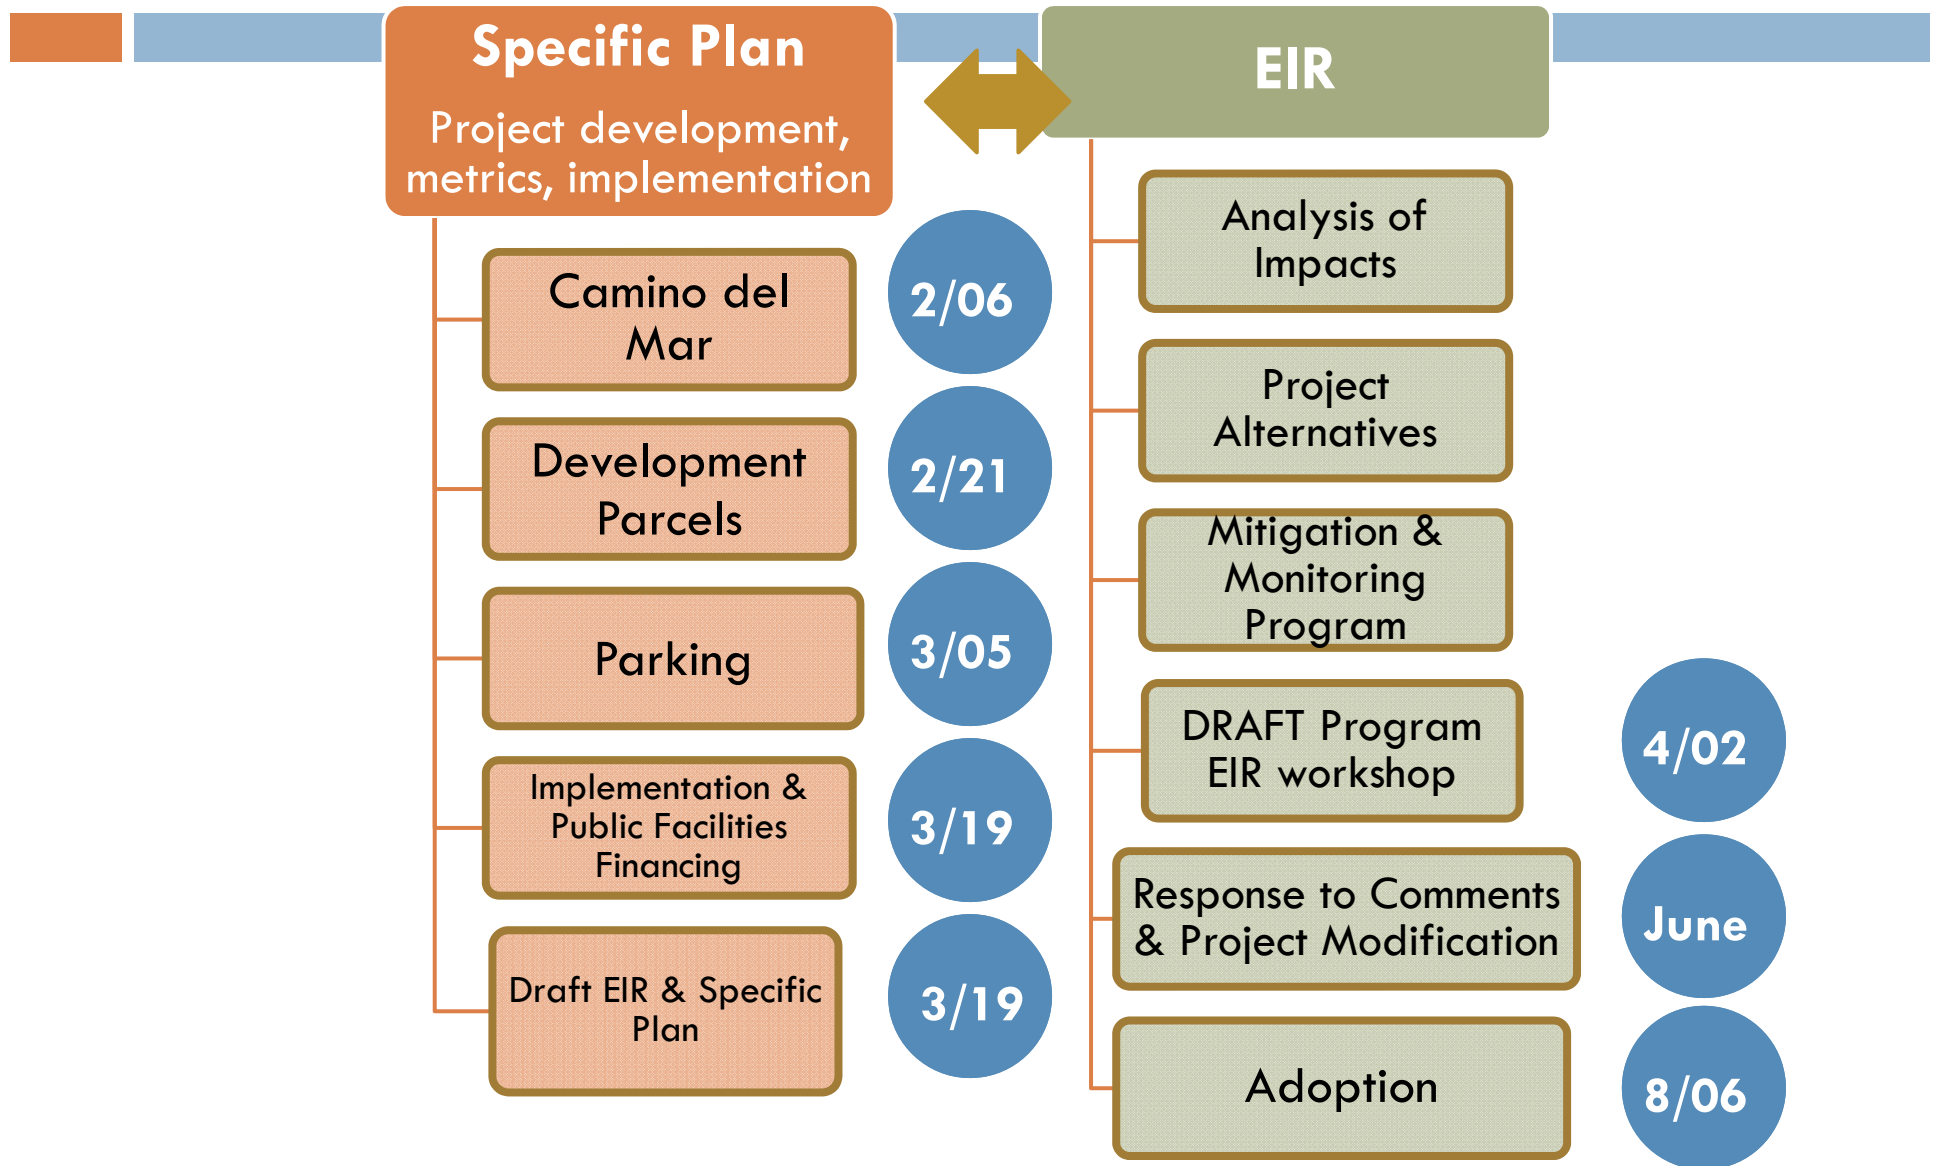 Specific Plan
Project development,
metrics, implementation
Camino del
Mar
2/06
Development
Parcels
2/21
Parking
3/05
Implementation &
Public Facilities
Financing
3/19
Draft EIR & Specific
Plan
3/19
EIR
Analysis of
Impacts
Project
Alternatives
Mitigation &
Monitoring
Program
DRAFT Program
EIR workshop
4/02
Response to Comments
& Project Modification
June
Adoption
8/06